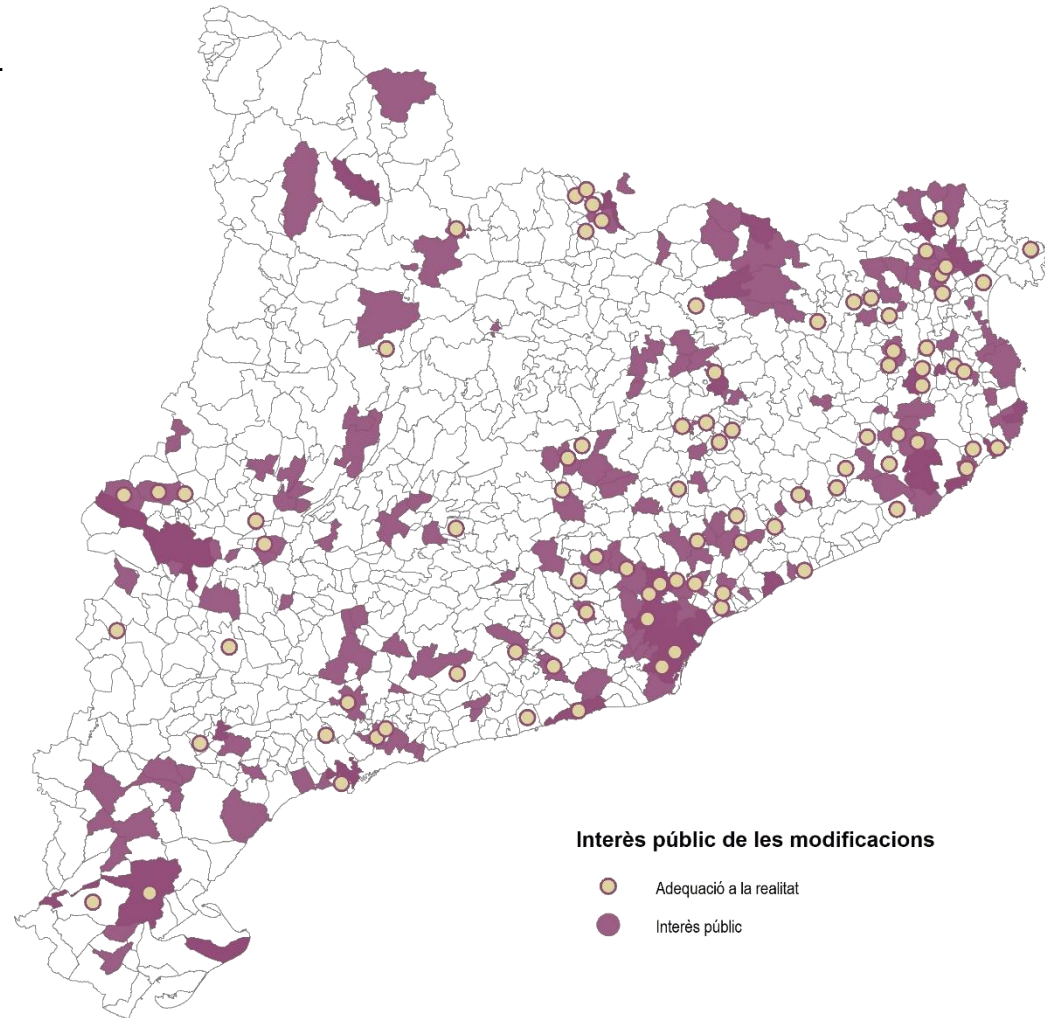 Interès públic de les modificacions
Adequació a la realitat
Interès públic